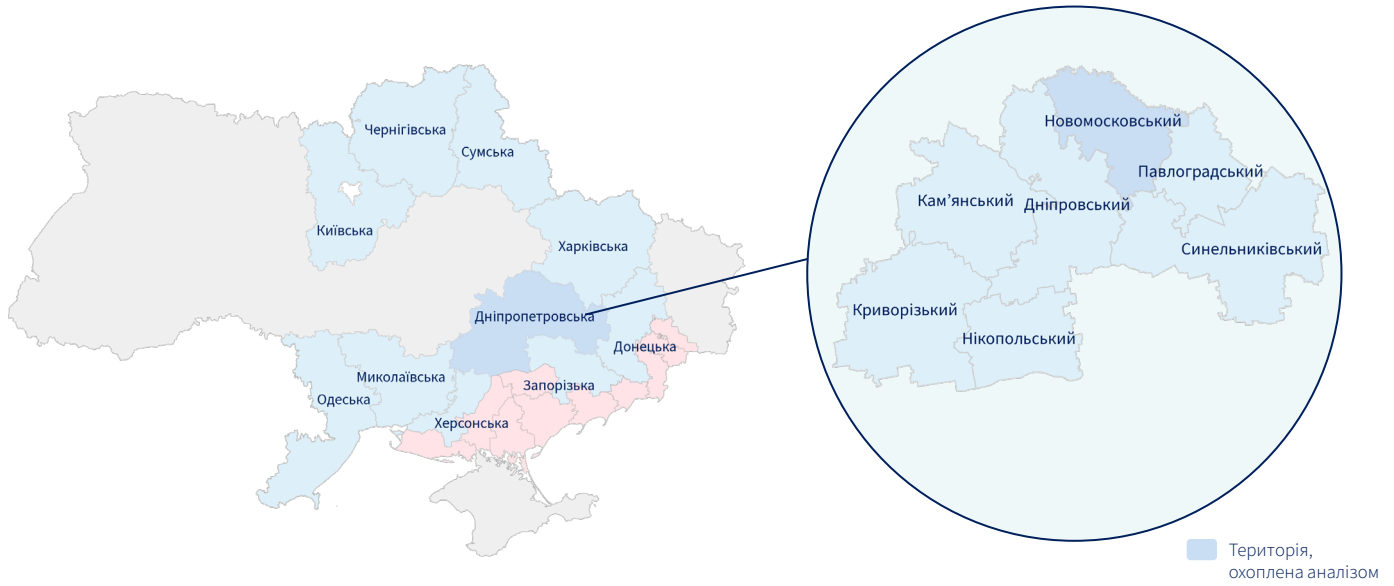 Чернігівська
Сумська
Київська
Харківська
Дніпропетровська
Донецька
Миколаївська
Запорізька
Одеська
Херсонська
Новомосковський
Павлоградський
Кам’янський
Дніпровський
Синельниківський
Криворізький
Нікопольський
Територія,
охоплена аналізом